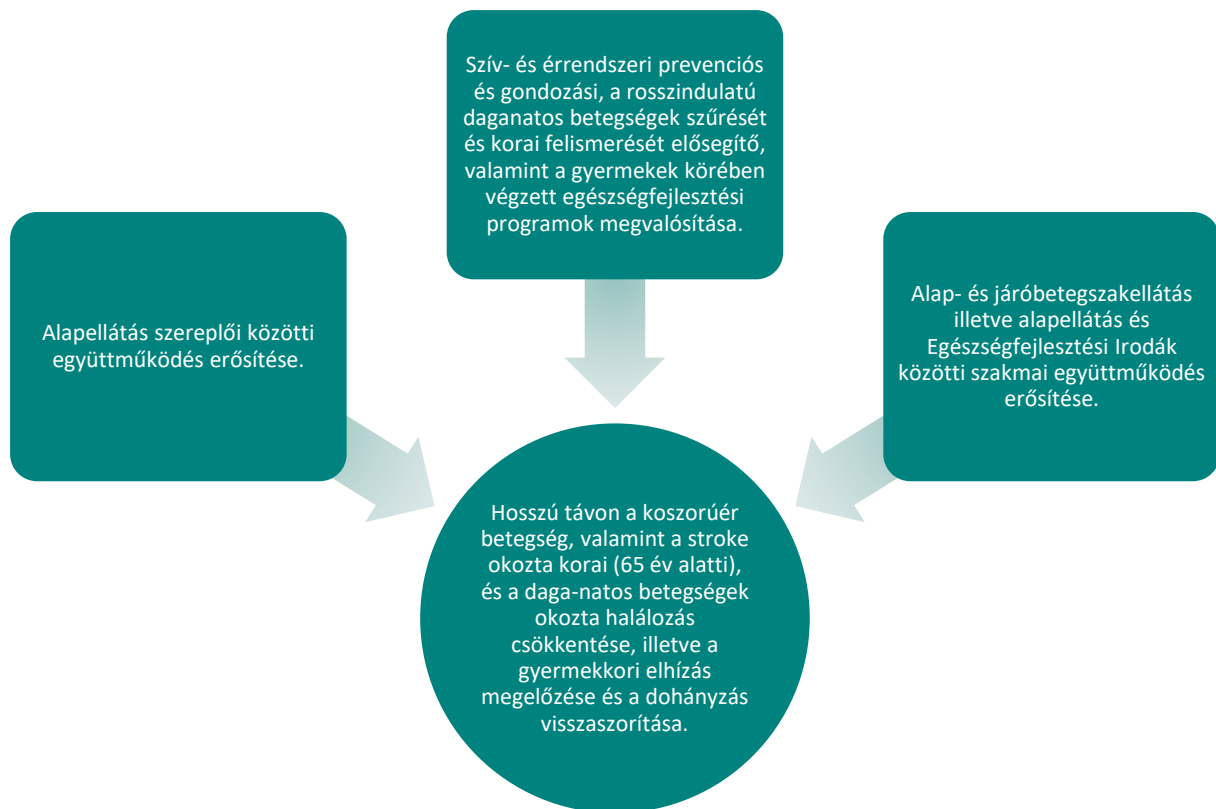 Szív- és érrendszeri prevenciós
és gondozási, a rosszindulatú
daganatos betegségek szűrését
és korai felismerését elősegítő,
valamint a gyermekek körében
végzett egészségfejlesztési
programok megvalósítása.
Alapellátás szereplői közötti
együttműködés erősítése.
Alap- és járóbetegszakellátás
illetve alapellátás és
Egészségfejlesztési Irodák
közötti szakmai együttműködés
erősítése.
Hosszú távon a koszorúér
betegség, valamint a stroke
okozta korai (65 év alatti),
és a daga-natos betegségek
okozta halálozás
csökkentése, illetve a
gyermekkori elhízás
megelőzése és a dohányzás
visszaszorítása.